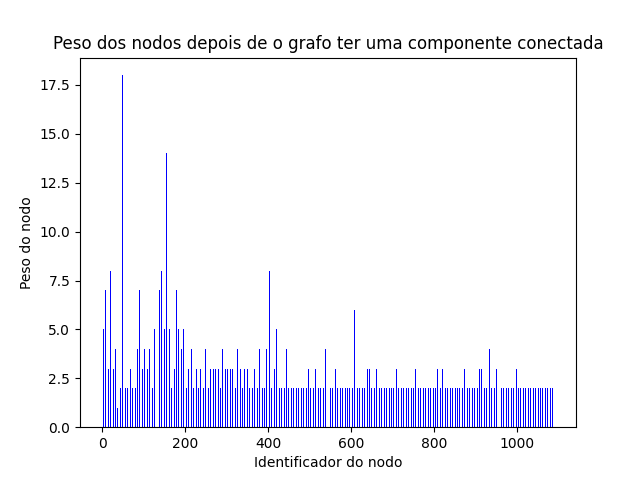 Peso dos nodos depois de o grafo ter uma componente conectada
17.5
15.0
12.5
10.0
7.5
5.0
2.5
0.0
Peso do nodo
0 200 400 600 800 1000
Identificador do nodo